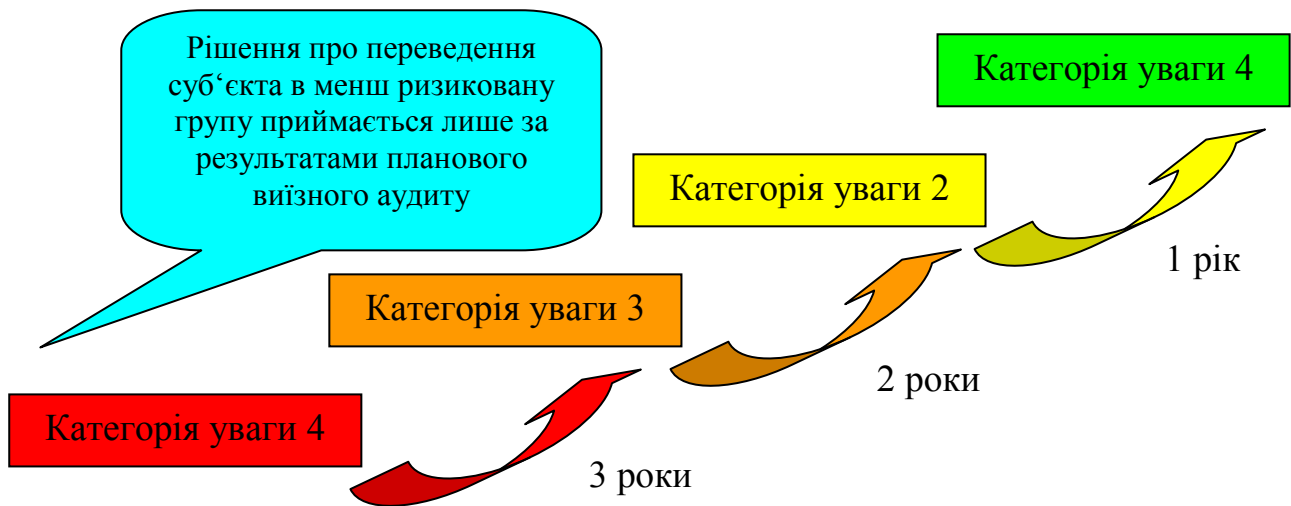 Рішення про переведення
суб‘єкта в менш ризиковану
групу приймається лише за
результатами планового
виїзного аудиту
Категорія уваги 4
Категорія уваги 2
1 рік
Категорія уваги 3
2 роки
Категорія уваги 4
3 роки